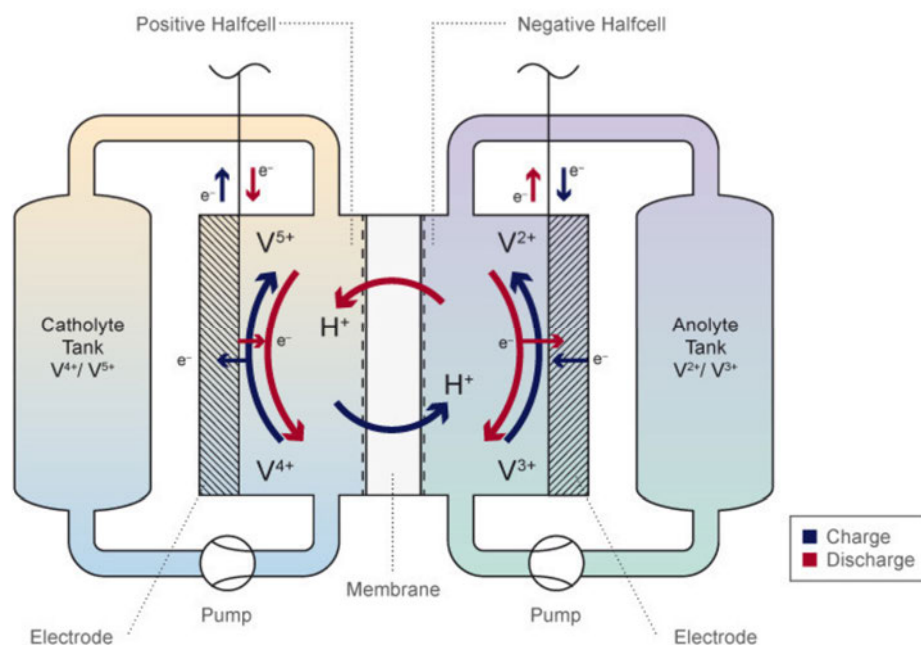 Positive Halfcell
Negative Halfcell
e⁻
e⁻
e⁻
e⁻
V⁵⁺
V²⁺
Catholyte
Tank
V⁴⁺/ V⁵⁺
H⁺
e⁻
e⁻
e⁻
e⁻
Anolyte
Tank
V²⁺/ V³⁺
H⁺
V⁴⁺
V³⁺
Charge
Discharge
Membrane
Pump
Pump
Electrode
Electrode